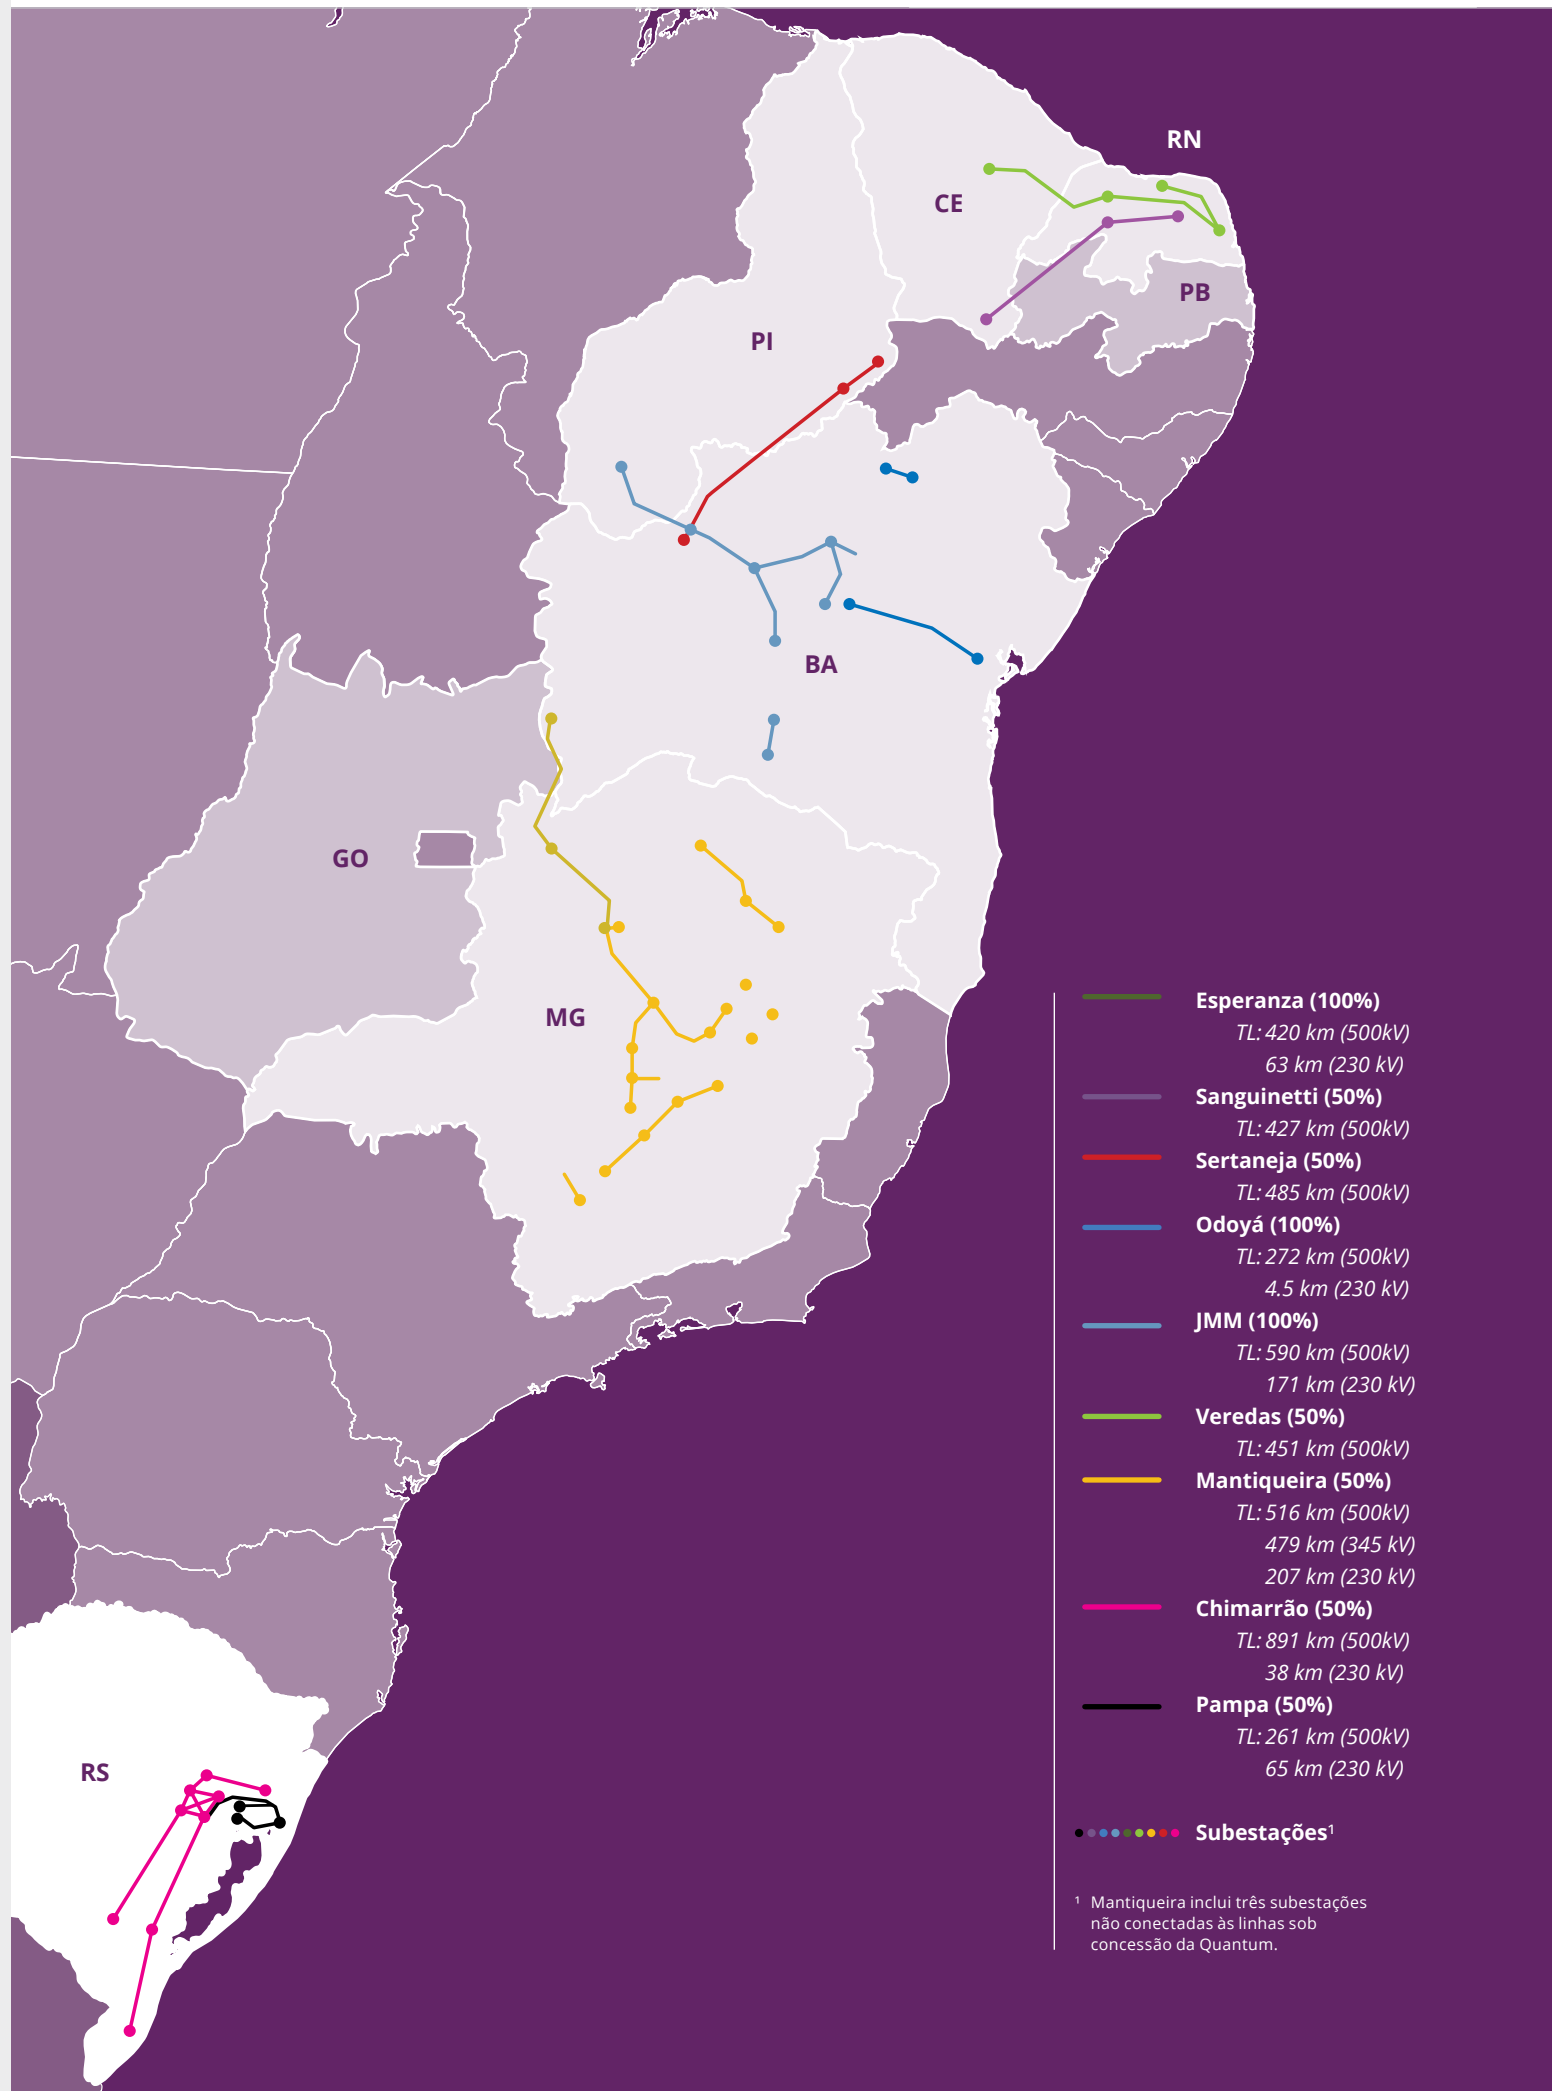 RN
CE
PB
PI
BA
GO
MG
RS
Esperanza (100%)
TL: 420 km (500kV)
63 km (230 kV)
Sanguinetti (50%)
TL: 427 km (500kV)
Sertaneja (50%)
TL: 485 km (500kV)
Odoyá (100%)
TL: 272 km (500kV)
4.5 km (230 kV)
JMM (100%)
TL: 590 km (500kV)
171 km (230 kV)
Veredas (50%)
TL: 451 km (500kV)
Mantiqueira (50%)
TL: 516 km (500kV)
479 km (345 kV)
207 km (230 kV)
Chimarrão (50%)
TL: 891 km (500kV)
38 km (230 kV)
Pampa (50%)
TL: 261 km (500kV)
65 km (230 kV)
Subestações¹
¹ Mantiqueira inclui três subestações
não conectadas às linhas sob
concessão da Quantum.